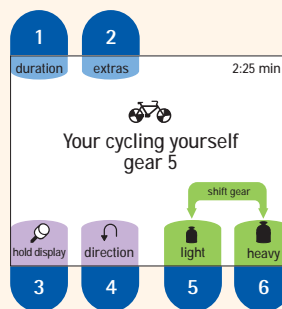 1 2
duration extras 2:25 min
Your cycling yourself
gear 5
shift gear
hold display direction light heavy
3 4 5 6